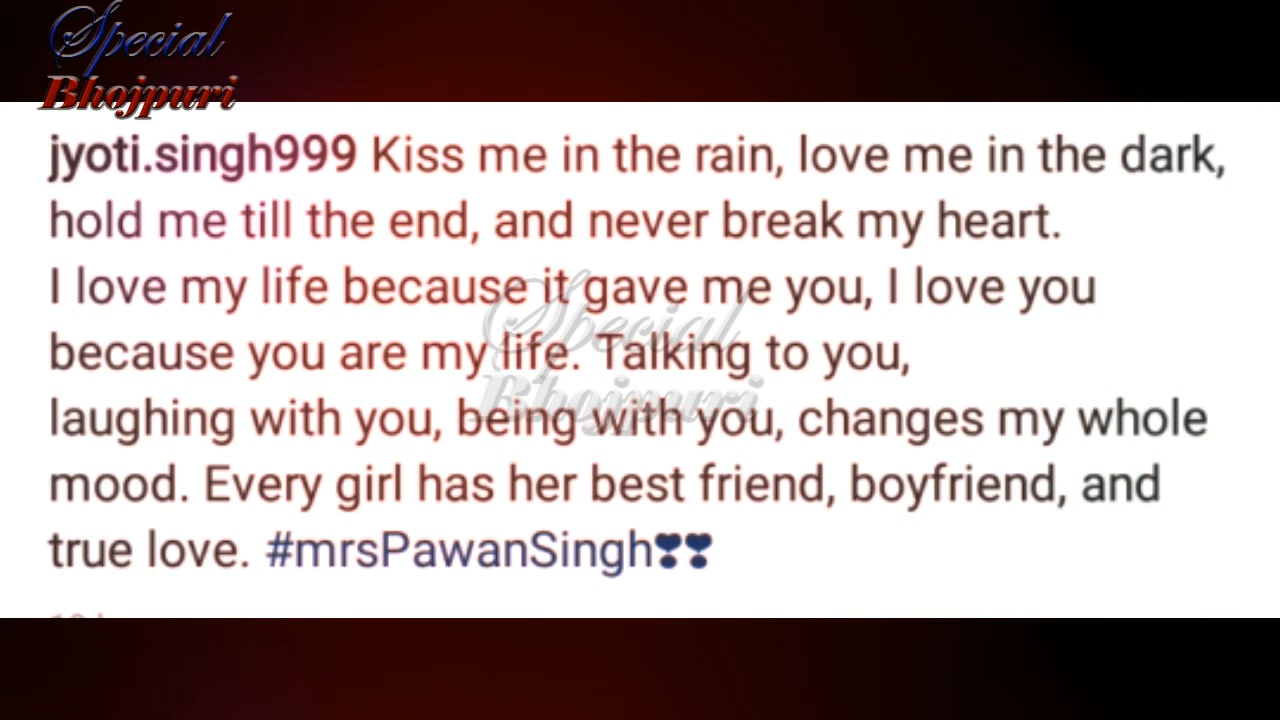 Special
Bhojpuri
jyoti.singh999 Kiss me in the rain, love me in the dark,
hold me till the end, and never break my heart.
I love my life because it gave me you, I love you
because you are my life. Talking to you,
laughing with you, being with you, changes my whole
mood. Every girl has her best friend, boyfriend, and
true love. #mrsPawanSingh❣❣
Special
Bhojpuri